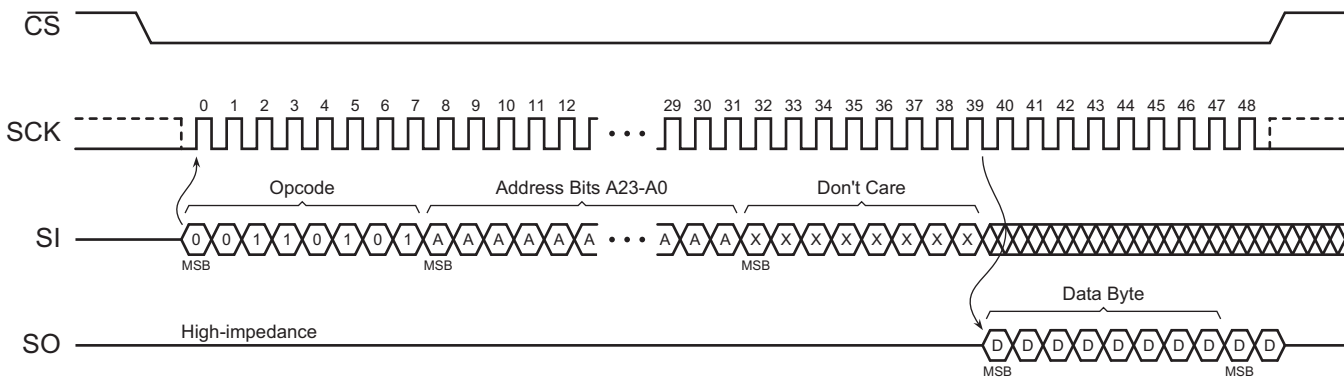 CS
0 1 2 3 4 5 6 7 8 9 10 11 12 29 30 31 32 33 34 35 36 37 38 39 40 41 42 43 44 45 46 47 48
SCK
Opcode Address Bits A23-A0 Don't Care
SI 0 0 1 1 0 1 0 1 A A A A A A A A A X X X X X X X X
MSB MSB MSB
Data Byte
High-impedance
SO D D D D D D D D D D
MSB MSB